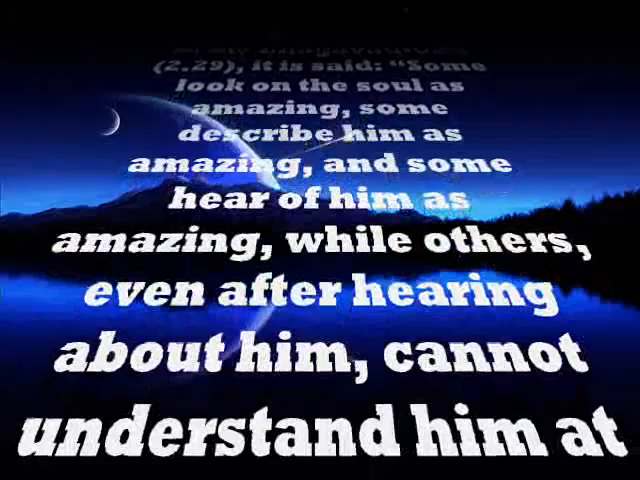 (2.29), it is said: “Some
look on the soul as
amazing, some
describe him as
amazing, and some
hear of him as
amazing, while others,
even after hearing
about him, cannot
understand him at